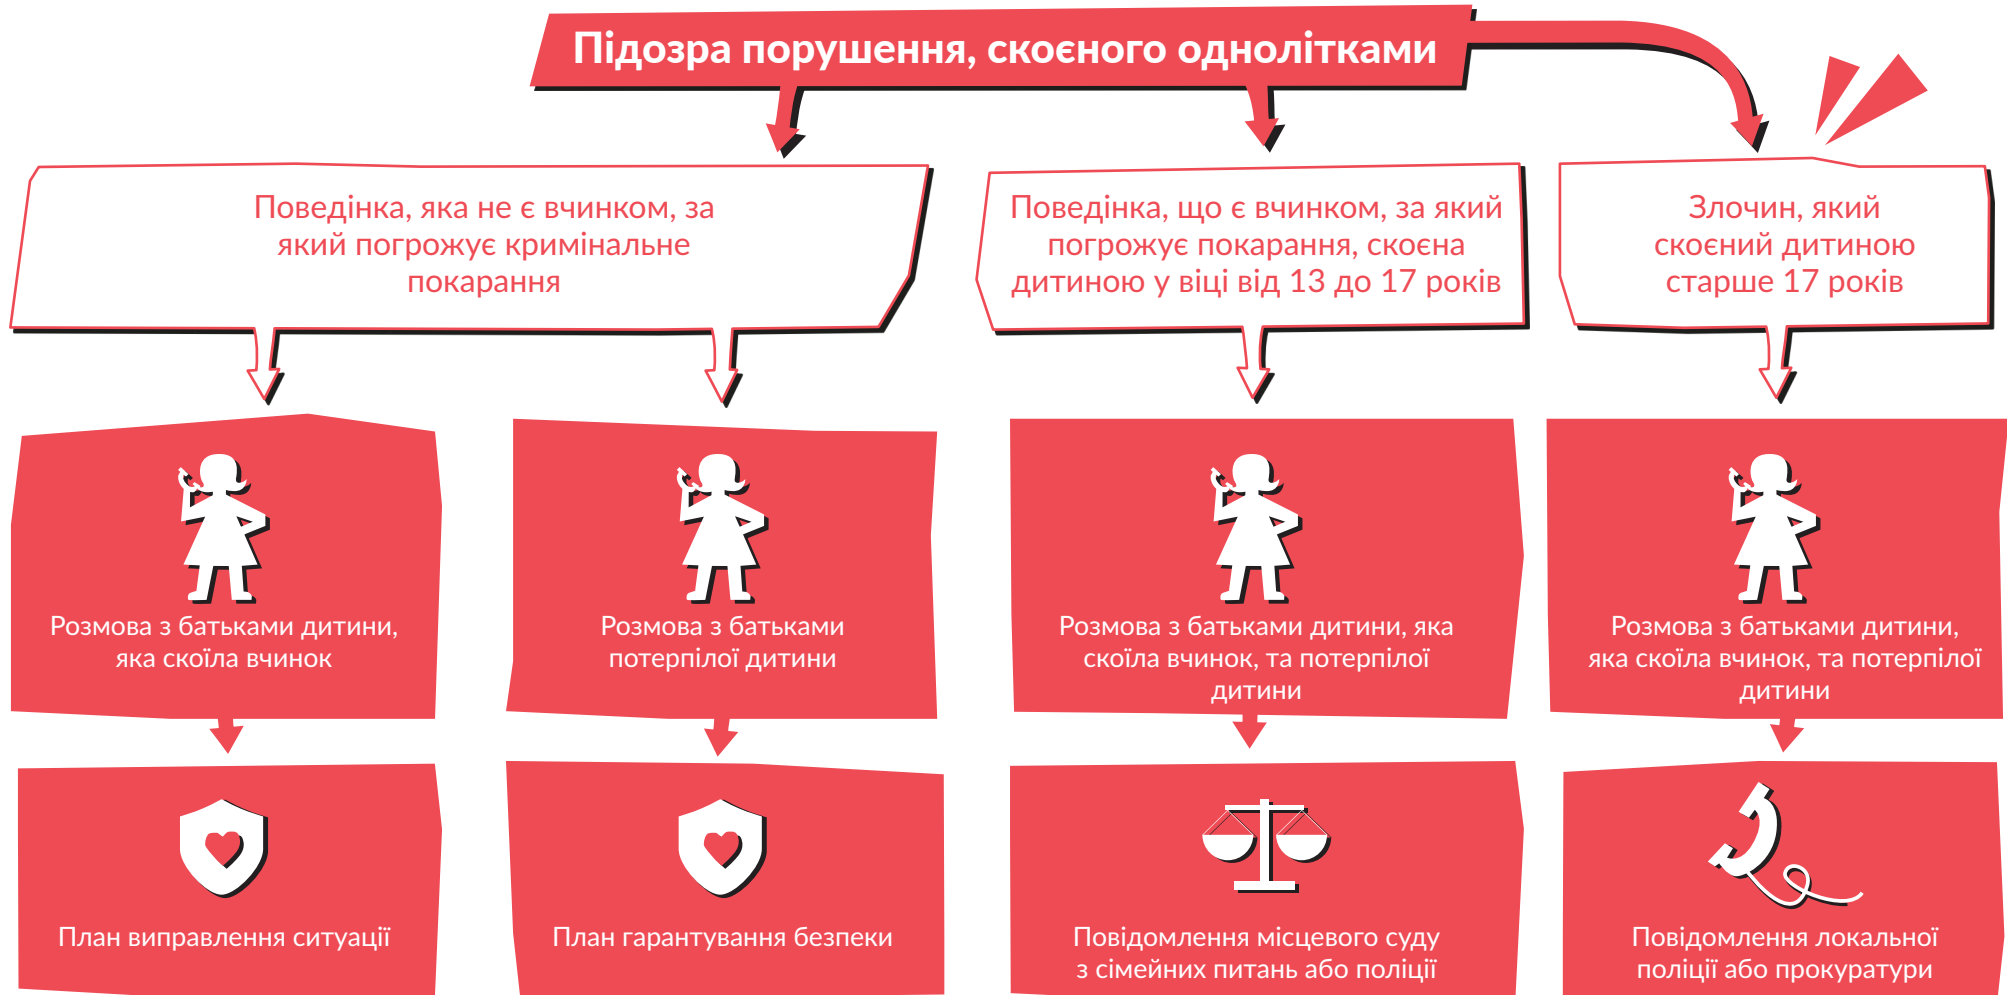 Підозра порушення, скоєного однолітками
Поведінка, яка не є вчинком, за
який погрожує кримінальне
покарання
Поведінка, що є вчинком, за який
погрожує покарання, скоєна
дитиною у віці від 13 до 17 років
Злочин, який
скоєний дитиною
старше 17 років
Розмова з батьками дитини,
яка скоїла вчинок
Розмова з батьками
потерпілої дитини
Розмова з батьками дитини, яка
скоїла вчинок, та потерпілої
дитини
Розмова з батьками дитини,
яка скоїла вчинок, та потерпілої
дитини
План виправлення ситуації
План гарантування безпеки
Повідомлення місцевого суду
з сімейних питань або поліції
Повідомлення локальної
поліції або прокуратури